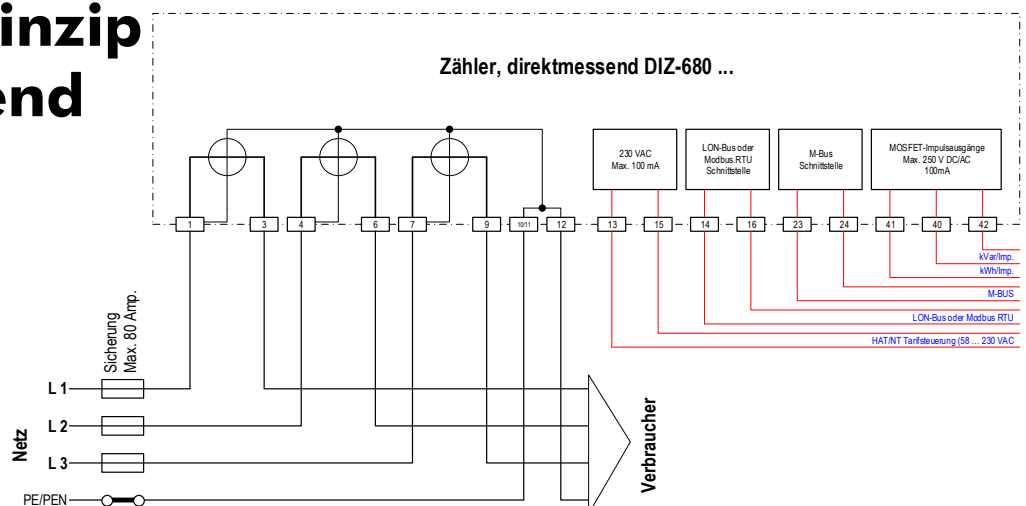 inzip
end
Zähler, direktmessend DIZ-680 ...
230 VAC
Max. 100 mA
LON-Bus oder
Modbus.RTU
Schnittstelle
M-Bus
Schnittstelle
MOSFET-Impulsausgänge
Max. 250 V DC/AC
100mA
1
3
4
6
7
9
10/11
12
13
15
14
16
23
24
41
40
42
kVar/Imp.
kWh/Imp.
M-BUS
LON-Bus oder Modbus RTU
HAT/NT Tarifsteuerung (58 ... 230 VAC
Sicherung
Max. 80 Amp.
Netz
L 1
L 2
L 3
PE/PEN
Verbraucher